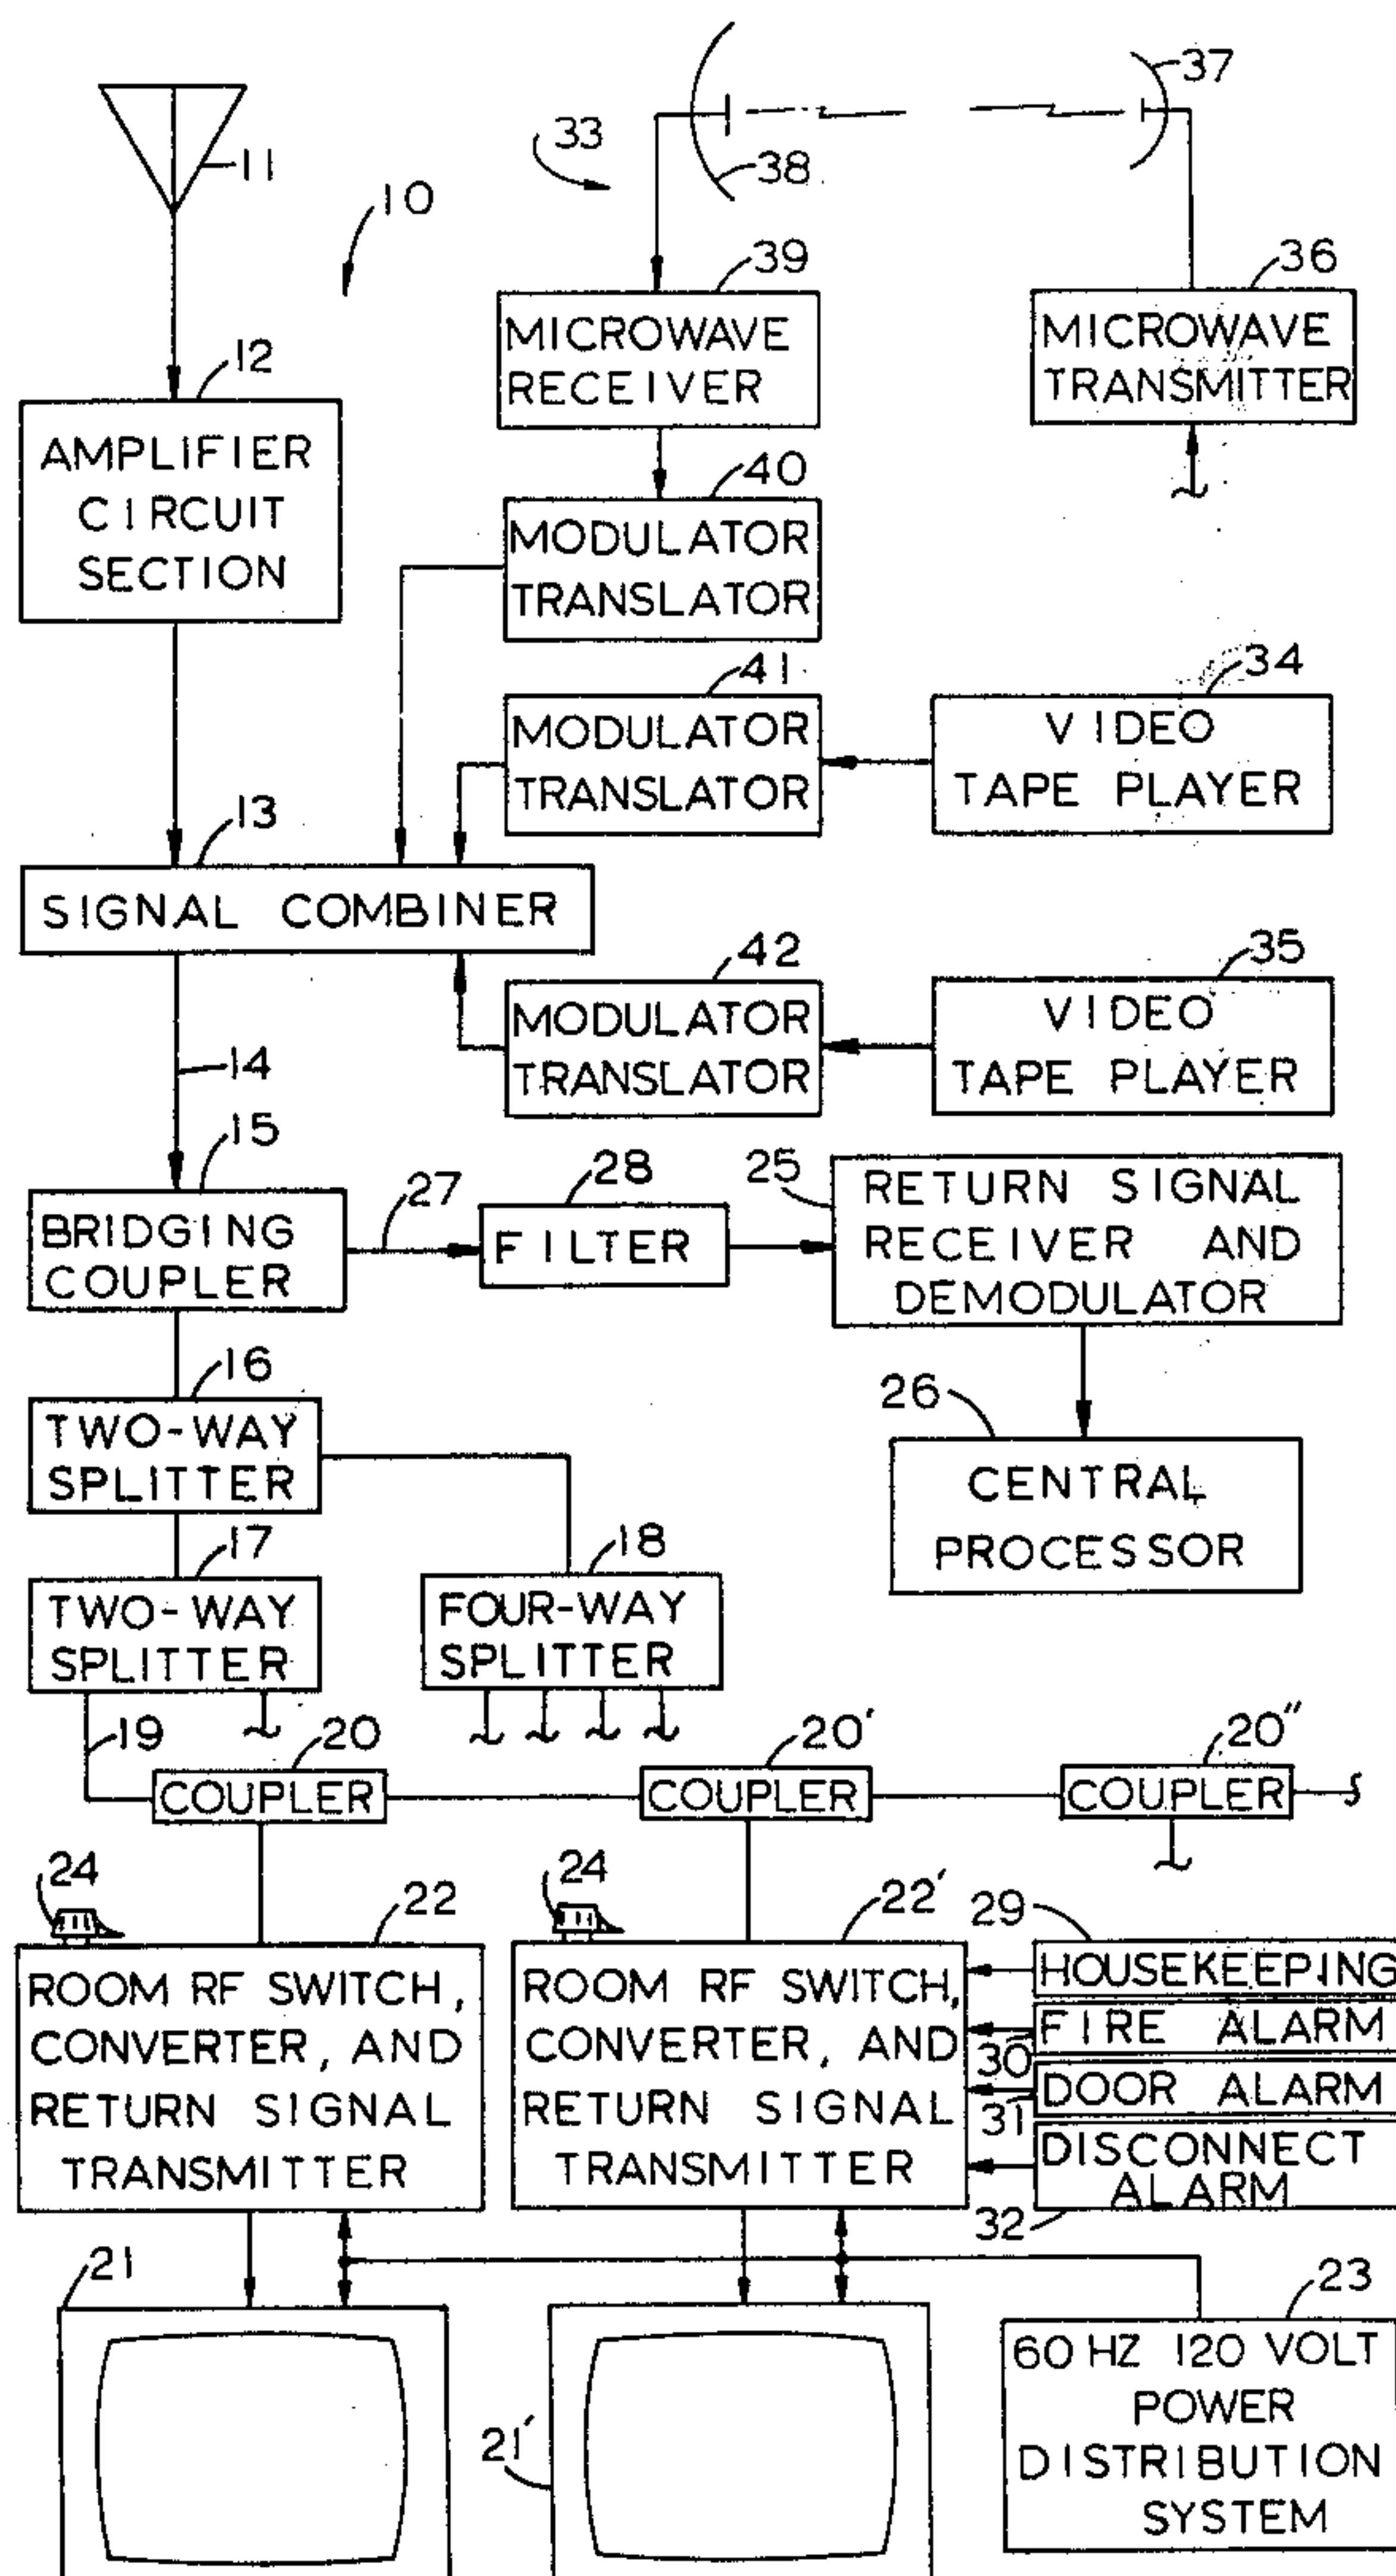 37
33
38
11
10
39
36
MICROWAVE
RECEIVER
MICROWAVE
TRANSMITTER
12
AMPLIFIER
CIRCUIT
SECTION
40
MODULATOR
TRANSLATOR
41
34
MODULATOR
TRANSLATOR
VIDEO
TAPE PLAYER
13
SIGNAL COMBINER
42
35
MODULATOR
TRANSLATOR
VIDEO
TAPE PLAYER
14
15
BRIDGING
COUPLER
27
28
FILTER
25
RETURN SIGNAL
RECEIVER AND
DEMODULATOR
16
TWO-WAY
SPLITTER
26
CENTRAL
PROCESSOR
17
TWO-WAY
SPLITTER
18
FOUR-WAY
SPLITTER
19
20
COUPLER
20'
COUPLER
20"
COUPLER
24
22
24
22'
29
ROOM RF SWITCH,
CONVERTER, AND
RETURN SIGNAL
TRANSMITTER
ROOM RF SWITCH,
CONVERTER, AND
RETURN SIGNAL
TRANSMITTER
HOUSEKEEPING
FIRE ALARM
30
DOOR ALARM
31
DISCONNECT
ALARM
32
21
21'
23
60 HZ 120 VOLT
POWER
DISTRIBUTION
SYSTEM